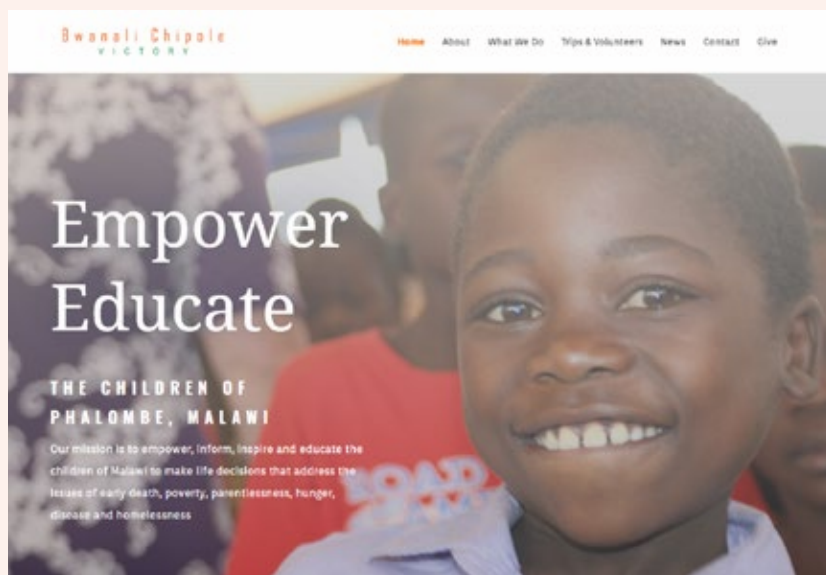 Bwanali Chipole
VICTORY
Home About What We Do Trips & Volunteers News Contact Give
Empower
Educate
THE CHILDREN OF
PHALOMBE, MALAWI
Our mission is to empower, inform, inspire and educate the
children of Malawi to make life decisions that address the
issues of early death, poverty, parentlessness, hunger,
disease and homelessness
ROAD